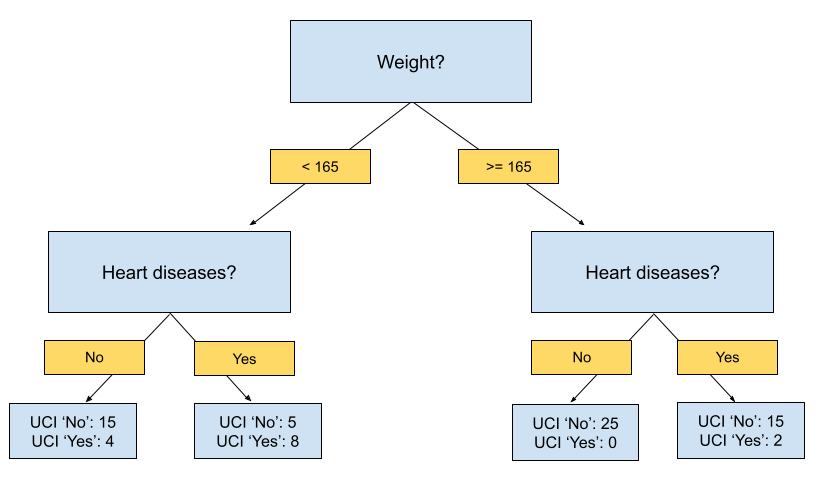 Weight?
< 165
>= 165
Heart diseases?
Heart diseases?
No
Yes
No
Yes
UCI ‘No’: 15
UCI ‘Yes’: 4
UCI ‘No’: 5
UCI ‘Yes’: 8
UCI ‘No’: 25
UCI ‘Yes’: 0
UCI ‘No’: 15
UCI ‘Yes’: 2